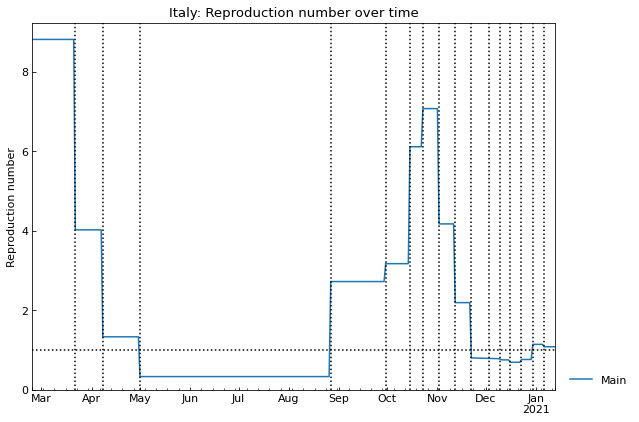 Italy: Reproduction number over time
Reproduction number
8
6
4
2
0
Mar Apr May Jun Jul Aug Sep Oct Nov Dec Jan
2021
Main